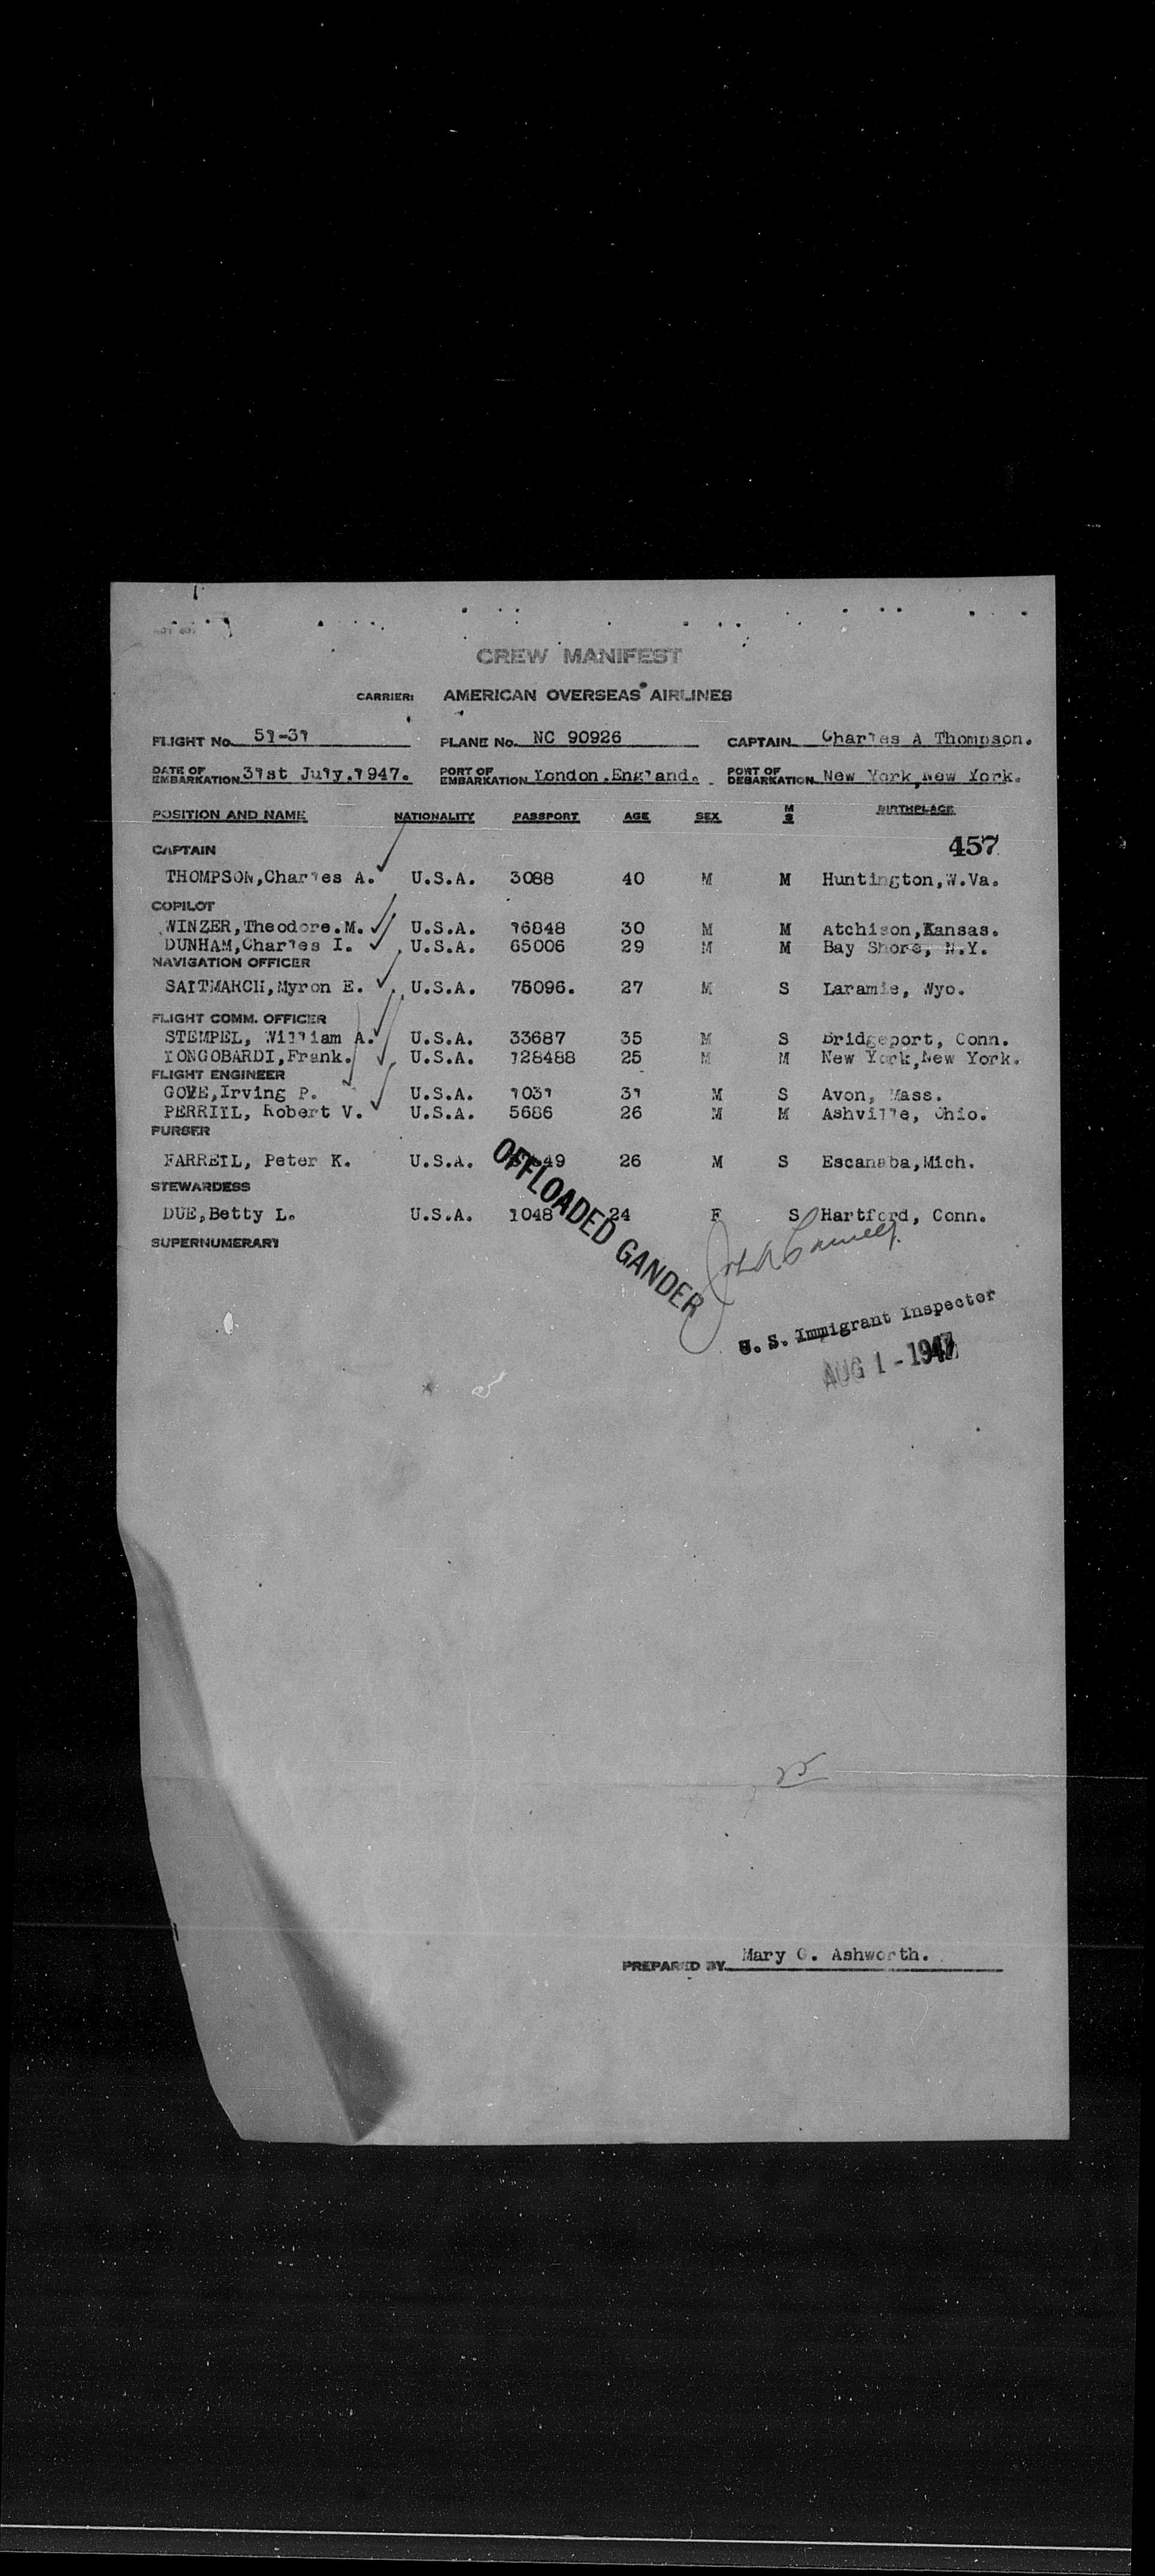 CREW MANIFEST
CARRIER: AMERICAN OVERSEAS AIRLINES
FLIGHT No. 51-31 PLANE No. NC 90926 CAPTAIN Charles A Thompson.
DATE OF EMBARKATION 31st July.1947. PORT OF EMBARKATION London.England. PORT OF DEBARKATION New York,New York.
POSITION AND NAME NATIONALITY PASSPORT AGE SEX M S BIRTHPLACE
457
CAPTAIN
THOMPSON,Charles A. U.S.A. 3088 40 M M Huntington,W.Va.
COPILOT
WINZER,Theodore.M. U.S.A. 16848 30 M M Atchison,Kansas.
DUNHAM,Charles I. U.S.A. 65006 29 M M Bay Shore, N.Y.
NAVIGATION OFFICER
SALTMARCH,Myron E. U.S.A. 75096. 27 M S Laramie, Wyo.
FLIGHT COMM. OFFICER
STEMPEL, William A. U.S.A. 33687 35 M S Bridgeport, Conn.
LONGOBARDI,Frank. U.S.A. 128488 25 M M New York,New York.
FLIGHT ENGINEER
GOVE,Irving P. U.S.A. 1031 31 M S Avon, Mass.
PERRILL, Robert V. U.S.A. 5686 26 M M Ashville, Ohio.
PURSER
FARRELL, Peter K. U.S.A. 49 26 M S Escanaba,Mich.
STEWARDESS
DUE,Betty L. U.S.A. 1048 24 F S Hartford, Conn.
SUPERNUMERARY
OFFLOADED GANDER
U. S. Immigrant Inspector
AUG 1 - 1947
25
PREPARED BY Mary G. Ashworth.